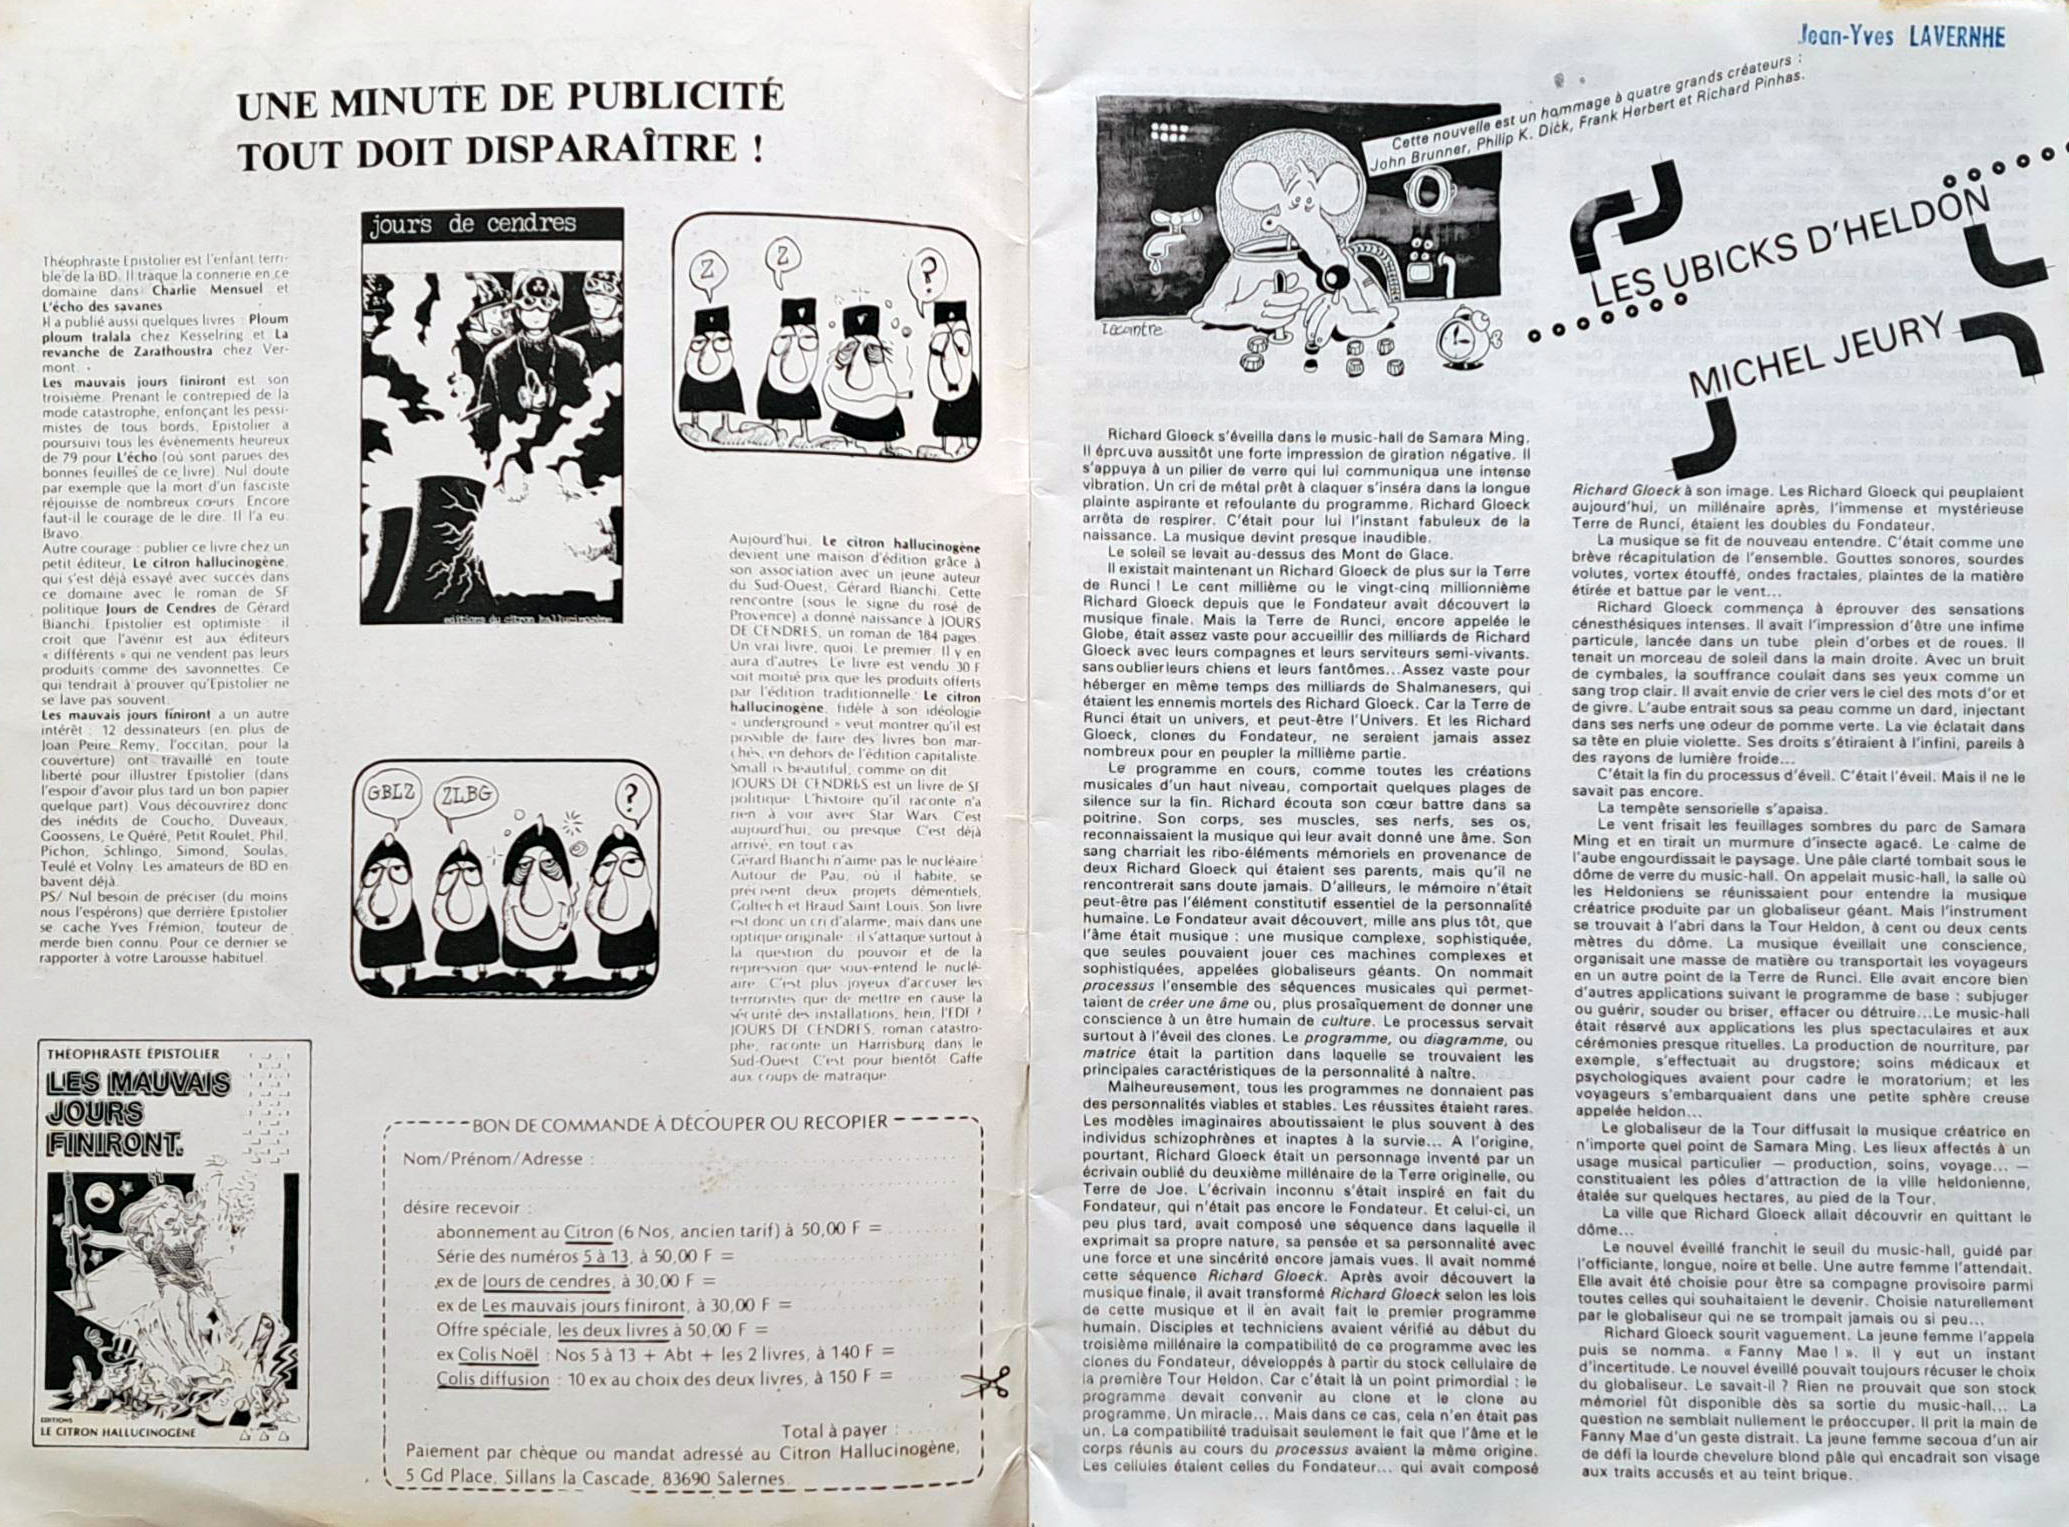 UNE MINUTE DE PUBLICITÉ
TOUT DOIT DISPARAÎTRE !
Théophraste Epistolier est l'enfant terri-
ble de la BD. Il traque la connerie en ce
domaine dans Charlie Mensuel et
L'écho des savanes.
Il a publié aussi quelques livres : Ploum
ploum tralala chez Kesselring et La
revanche de Zarathoustra chez Ver-
mont.
Les mauvais jours finiront est son
troisième. Prenant le contrepied de la
mode catastrophe, enfonçant les pessi-
mistes de tous bords, Epistolier a
poursuivi tous les évènements heureux
de 79 pour L'écho (où sont parues des
bonnes feuilles de ce livre). Nul doute
par exemple que la mort d'un fasciste
réjouisse de nombreux cœurs. Encore
faut-il le courage de le dire. Il l'a eu.
Bravo.
Autre courage : publier ce livre chez un
petit éditeur, Le citron hallucinogène,
qui s'est déjà essayé avec succès dans
ce domaine avec le roman de SF
politique Jours de Cendres de Gérard
Bianchi. Epistolier est optimiste : il
croit que l'avenir est aux éditeurs
« différents » qui ne vendent pas leurs
produits comme des savonnettes. Ce
qui tendrait à prouver qu'Epistolier ne
se lave pas souvent.
Les mauvais jours finiront a un autre
intérêt : 12 dessinateurs (en plus de
Joan Peire Remy, l'occitan, pour la
couverture) ont travaillé en toute
liberté pour illustrer Epistolier (dans
l'espoir d'avoir plus tard un bon papier
quelque part). Vous découvrirez donc
des inédits de Coucho, Duveaux,
Goossens, Le Quéré, Petit Roulet, Phil,
Pichon, Schlingo, Simond, Soulas,
Teulé et Volny. Les amateurs de BD en
bavent déjà.
PS/ Nul besoin de préciser (du moins
nous l'espérons) que derrière Epistolier
se cache Yves Frémion, fouteur de
merde bien connu. Pour ce dernier se
rapporter à votre Larousse habituel.
THÉOPHRASTE ÉPISTOLIER
LES MAUVAIS
JOURS
FINIRONT.
EDITIONS
LE CITRON HALLUCINOGÈNE
jours de cendres
editions du citron hallucinogène
Z
Z
?
GBLZ
ZLBG
?
Aujourd'hui, Le citron hallucinogène
devient une maison d'édition grâce à
son association avec un jeune auteur
du Sud-Ouest, Gérard Bianchi. Cette
rencontre (sous le signe du rosé de
Provence) a donné naissance à JOURS
DE CENDRES, un roman de 184 pages.
Un vrai livre, quoi. Le premier. Il y en
aura d'autres. Le livre est vendu 30 F
soit moitié prix que les produits offerts
par l'édition traditionnelle. Le citron
hallucinogène, fidèle à son idéologie
« underground » veut montrer qu'il est
possible de faire des livres bon mar-
chés, en dehors de l'édition capitaliste.
Small is beautiful, comme on dit.
JOURS DE CENDRES est un livre de SF
politique. L'histoire qu'il raconte n'a
rien à voir avec Star Wars. C'est
aujourd'hui, ou presque. C'est déjà
arrivé, en tout cas.
Gérard Bianchi n'aime pas le nucléaire.
Autour de Pau, où il habite, se
précisent deux projets démentiels,
Golfech et Braud Saint Louis. Son livre
est donc un cri d'alarme, mais dans une
optique originale : il s'attaque surtout à
la question du pouvoir et de la
repression que sous-entend le nuclé-
aire. C'est plus joyeux d'accuser les
terroristes que de mettre en cause la
sécurité des installations, hein, l'EDF ?
JOURS DE CENDRES, roman catastro-
phe, raconte un Harrisburg dans le
Sud-Ouest. C'est pour bientôt. Gaffe
aux coups de matraque.
BON DE COMMANDE À DÉCOUPER OU RECOPIER
Nom/Prénom/Adresse :
désire recevoir :
abonnement au Citron (6 Nos, ancien tarif) à 50,00 F =
Série des numéros 5 à 13, à 50,00 F =
ex de Jours de cendres, à 30,00 F =
ex de Les mauvais jours finiront, à 30,00 F =
Offre spéciale, les deux livres à 50,00 F =
ex Colis Noël : Nos 5 à 13 + Abt + les 2 livres, à 140 F =
Colis diffusion : 10 ex au choix des deux livres, à 150 F =
Total à payer :
Paiement par chèque ou mandat adressé au Citron Hallucinogène,
5 Gd Place, Sillans la Cascade, 83690 Salernes.
Jean-Yves LAVERNHE
Cette nouvelle est un hommage à quatre grands créateurs :
John Brunner, Philip K. Dick, Frank Herbert et Richard Pinhas.
Lecointre
LES UBICKS D'HELDON
MICHEL JEURY
Richard Gloeck s'éveilla dans le music-hall de Samara Ming.
Il éprouva aussitôt une forte impression de giration négative. Il
s'appuya à un pilier de verre qui lui communiqua une intense
vibration. Un cri de métal prêt à claquer s'inséra dans la longue
plainte aspirante et refoulante du programme. Richard Gloeck
arrêta de respirer. C'était pour lui l'instant fabuleux de la
naissance. La musique devint presque inaudible.
Le soleil se levait au-dessus des Mont de Glace.
Il existait maintenant un Richard Gloeck de plus sur la Terre
de Runci ! Le cent millième ou le vingt-cinq millionnième
Richard Gloeck depuis que le Fondateur avait découvert la
musique finale. Mais la Terre de Runci, encore appelée le
Globe, était assez vaste pour accueillir des milliards de Richard
Gloeck avec leurs compagnes et leurs serviteurs semi-vivants.
sans oublier leurs chiens et leurs fantômes...Assez vaste pour
héberger en même temps des milliards de Shalmanesers, qui
étaient les ennemis mortels des Richard Gloeck. Car la Terre de
Runci était un univers, et peut-être l'Univers. Et les Richard
Gloeck, clones du Fondateur, ne seraient jamais assez
nombreux pour en peupler la millième partie.
Le programme en cours, comme toutes les créations
musicales d'un haut niveau, comportait quelques plages de
silence sur la fin. Richard écouta son cœur battre dans sa
poitrine. Son corps, ses muscles, ses nerfs, ses os,
reconnaissaient la musique qui leur avait donné une âme. Son
sang charriait les ribo-éléments mémoriels en provenance de
deux Richard Gloeck qui étaient ses parents, mais qu'il ne
rencontrerait sans doute jamais. D'ailleurs, le mémoire n'était
peut-être pas l'élément constitutif essentiel de la personnalité
humaine. Le Fondateur avait découvert, mille ans plus tôt, que
l'âme était musique : une musique complexe, sophistiquée,
que seules pouvaient jouer ces machines complexes et
sophistiquées, appelées globaliseurs géants. On nommait
processus l'ensemble des séquences musicales qui permet-
taient de créer une âme ou, plus prosaïquement de donner une
conscience à un être humain de culture. Le processus servait
surtout à l'éveil des clones. Le programme, ou diagramme, ou
matrice était la partition dans laquelle se trouvaient les
principales caractéristiques de la personnalité à naître.
Malheureusement, tous les programmes ne donnaient pas
des personnalités viables et stables. Les réussites étaient rares.
Les modèles imaginaires aboutissaient le plus souvent à des
individus schizophrènes et inaptes à la survie... A l'origine,
pourtant, Richard Gloeck était un personnage inventé par un
écrivain oublié du deuxième millénaire de la Terre originelle, ou
Terre de Joe. L'écrivain inconnu s'était inspiré en fait du
Fondateur, qui n'était pas encore le Fondateur. Et celui-ci, un
peu plus tard, avait composé une séquence dans laquelle il
exprimait sa propre nature, sa pensée et sa personnalité avec
une force et une sincérité encore jamais vues. Il avait nommé
cette séquence Richard Gloeck. Après avoir découvert la
musique finale, il avait transformé Richard Gloeck selon les lois
de cette musique et il en avait fait le premier programme
humain. Disciples et techniciens avaient vérifié au début du
troisième millénaire la compatibilité de ce programme avec les
clones du Fondateur, développés à partir du stock cellulaire de
la première Tour Heldon. Car c'était là un point primordial : le
programme devait convenir au clone et le clone au
programme. Un miracle... Mais dans ce cas, cela n'en était pas
un. La compatibilité traduisait seulement le fait que l'âme et le
corps réunis au cours du processus avaient la même origine.
Les cellules étaient celles du Fondateur... qui avait composé
Richard Gloeck à son image. Les Richard Gloeck qui peuplaient
aujourd'hui, un millénaire après, l'immense et mystérieuse
Terre de Runci, étaient les doubles du Fondateur.
La musique se fit de nouveau entendre. C'était comme une
brève récapitulation de l'ensemble. Gouttes sonores, sourdes
volutes, vortex étouffé, ondes fractales, plaintes de la matière
étirée et battue par le vent...
Richard Gloeck commença à éprouver des sensations
cénesthésiques intenses. Il avait l'impression d'être une infime
particule, lancée dans un tube plein d'orbes et de roues. Il
tenait un morceau de soleil dans la main droite. Avec un bruit
de cymbales, la souffrance coulait dans ses yeux comme un
sang trop clair. Il avait envie de crier vers le ciel des mots d'or et
de givre. L'aube entrait sous sa peau comme un dard, injectant
dans ses nerfs une odeur de pomme verte. La vie éclatait dans
sa tête en pluie violette. Ses droits s'étiraient à l'infini, pareils à
des rayons de lumière froide...
C'était la fin du processus d'éveil. C'était l'éveil. Mais il ne le
savait pas encore.
La tempête sensorielle s'apaisa.
Le vent frisait les feuillages sombres du parc de Samara
Ming et en tirait un murmure d'insecte agacé. Le calme de
l'aube engourdissait le paysage. Une pâle clarté tombait sous le
dôme de verre du music-hall. On appelait music-hall, la salle où
les Heldoniens se réunissaient pour entendre la musique
créatrice produite par un globaliseur géant. Mais l'instrument
se trouvait à l'abri dans la Tour Heldon, à cent ou deux cents
mètres du dôme. La musique éveillait une conscience,
organisait une masse de matière ou transportait les voyageurs
en un autre point de la Terre de Runci. Elle avait encore bien
d'autres applications suivant le programme de base : subjuger
ou guérir, souder ou briser, effacer ou détruire...Le music-hall
était réservé aux applications les plus spectaculaires et aux
cérémonies presque rituelles. La production de nourriture, par
exemple, s'effectuait au drugstore; soins médicaux et
psychologiques avaient pour cadre le moratorium; et les
voyageurs s'embarquaient dans une petite sphère creuse
appelée heldon...
Le globaliseur de la Tour diffusait la musique créatrice en
n'importe quel point de Samara Ming. Les lieux affectés à un
usage musical particulier — production, soins, voyage... —
constituaient les pôles d'attraction de la ville heldonienne,
étalée sur quelques hectares, au pied de la Tour.
La ville que Richard Gloeck allait découvrir en quittant le
dôme...
Le nouvel éveillé franchit le seuil du music-hall, guidé par
l'officiante, longue, noire et belle. Une autre femme l'attendait.
Elle avait été choisie pour être sa compagne provisoire parmi
toutes celles qui souhaitaient le devenir. Choisie naturellement
par le globaliseur qui ne se trompait jamais ou si peu...
Richard Gloeck sourit vaguement. La jeune femme l'appela
puis se nomma. « Fanny Mae ! ». Il y eut un instant
d'incertitude. Le nouvel éveillé pouvait toujours récuser le choix
du globaliseur. Le savait-il ? Rien ne prouvait que son stock
mémoriel fût disponible dès sa sortie du music-hall... La
question ne semblait nullement le préoccuper. Il prit la main de
Fanny Mae d'un geste distrait. La jeune femme secoua d'un air
de défi la lourde chevelure blond pâle qui encadrait son visage
aux traits accusés et au teint brique.